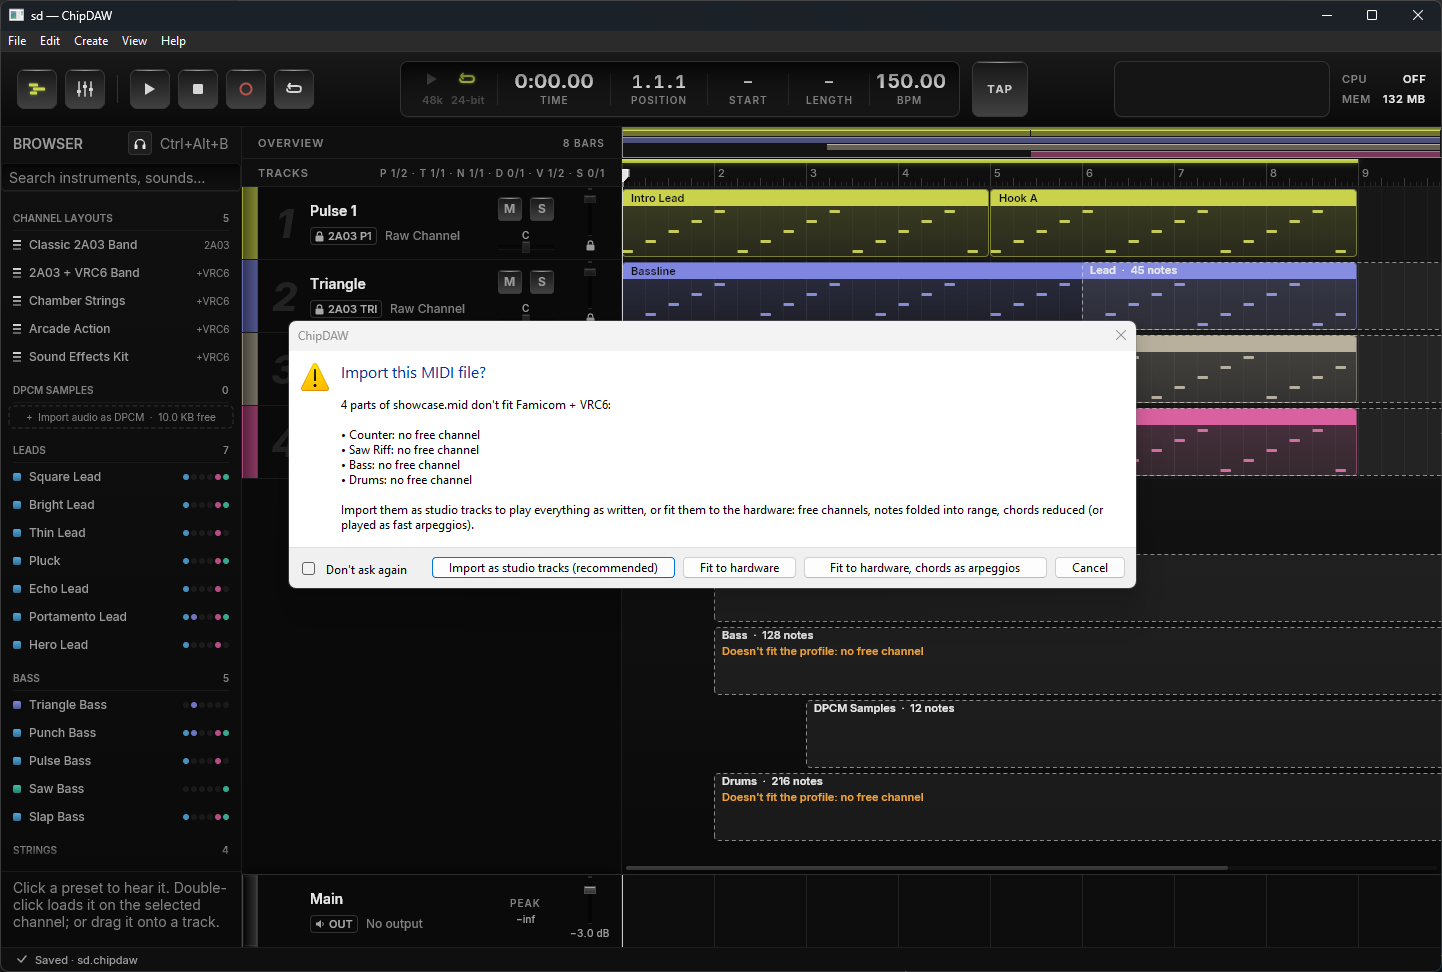 sd — ChipDAW
File Edit Create View Help
48k 24-bit
0:00.00
TIME
1.1.1
POSITION
–
START
–
LENGTH
150.00
BPM
TAP
CPU OFF
MEM 132 MB
BROWSER Ctrl+Alt+B
Search instruments, sounds...
CHANNEL LAYOUTS 5
Classic 2A03 Band 2A03
2A03 + VRC6 Band +VRC6
Chamber Strings +VRC6
Arcade Action +VRC6
Sound Effects Kit +VRC6
DPCM SAMPLES 0
+ Import audio as DPCM · 10.0 KB free
LEADS 7
Square Lead
Bright Lead
Thin Lead
Pluck
Echo Lead
Portamento Lead
Hero Lead
BASS 5
Triangle Bass
Punch Bass
Pulse Bass
Saw Bass
Slap Bass
STRINGS 4
Click a preset to hear it. Double-
click loads it on the selected
channel; or drag it onto a track.
OVERVIEW 8 BARS
TRACKS P 1/2 · T 1/1 · N 1/1 · D 0/1 · V 1/2 · S 0/1
2 3 4 5 6 7 8 9
1 Pulse 1 M S
2A03 P1 Raw Channel C
2 Triangle M S
2A03 TRI Raw Channel C
3
4
Intro Lead
Hook A
Bassline
Lead · 45 notes
ChipDAW
Import this MIDI file?
4 parts of showcase.mid don't fit Famicom + VRC6:
• Counter: no free channel
• Saw Riff: no free channel
• Bass: no free channel
• Drums: no free channel
Import them as studio tracks to play everything as written, or fit them to the hardware: free channels, notes folded into range, chords reduced (or
played as fast arpeggios).
Don't ask again
Import as studio tracks (recommended)
Fit to hardware
Fit to hardware, chords as arpeggios
Cancel
Bass · 128 notes
Doesn't fit the profile: no free channel
DPCM Samples · 12 notes
Drums · 216 notes
Doesn't fit the profile: no free channel
Main
OUT No output
PEAK
–inf
–3.0 dB
Saved · sd.chipdaw